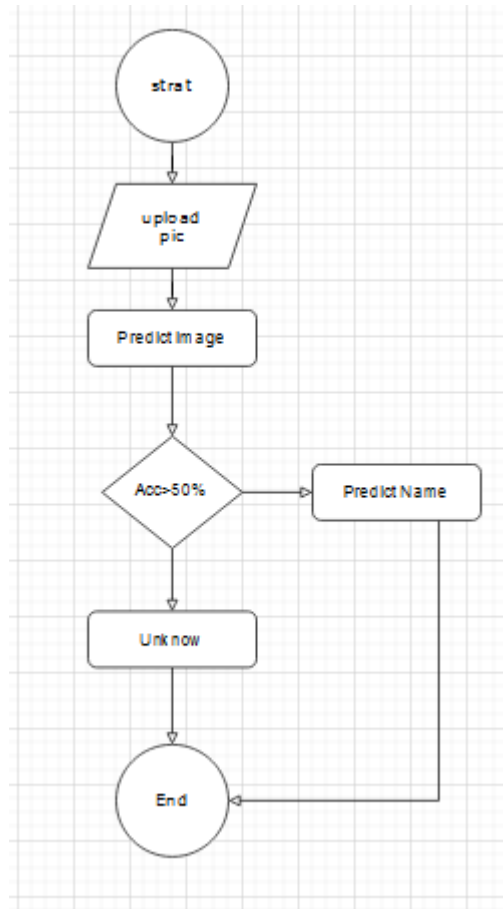 strat
upload
pic
Predict Image
Acc>50%
Predict Name
Unknow
End